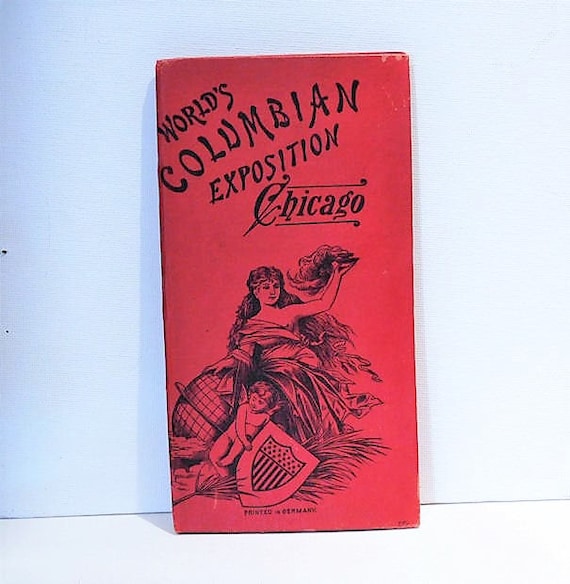 WORLD'S
COLUMBIAN
EXPOSITION
Chicago
PRINTED IN GERMANY